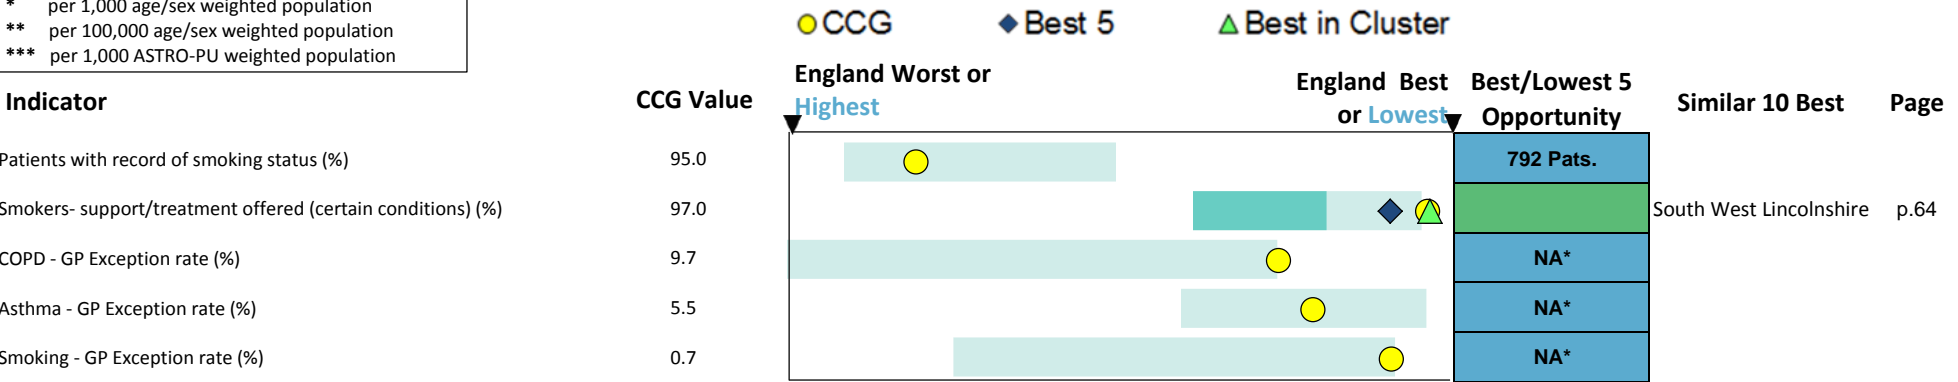 * per 1,000 age/sex weighted population
** per 100,000 age/sex weighted population
*** per 1,000 ASTRO-PU weighted population
CCG Best 5 Best in Cluster
Indicator
CCG Value
England Worst or
Highest
England Best
or Lowest
Best/Lowest 5
Opportunity
Similar 10 Best
Page
Patients with record of smoking status (%) 95.0 792 Pats.
Smokers- support/treatment offered (certain conditions) (%) 97.0 South West Lincolnshire p.64
COPD - GP Exception rate (%) 9.7 NA*
Asthma - GP Exception rate (%) 5.5 NA*
Smoking - GP Exception rate (%) 0.7 NA*